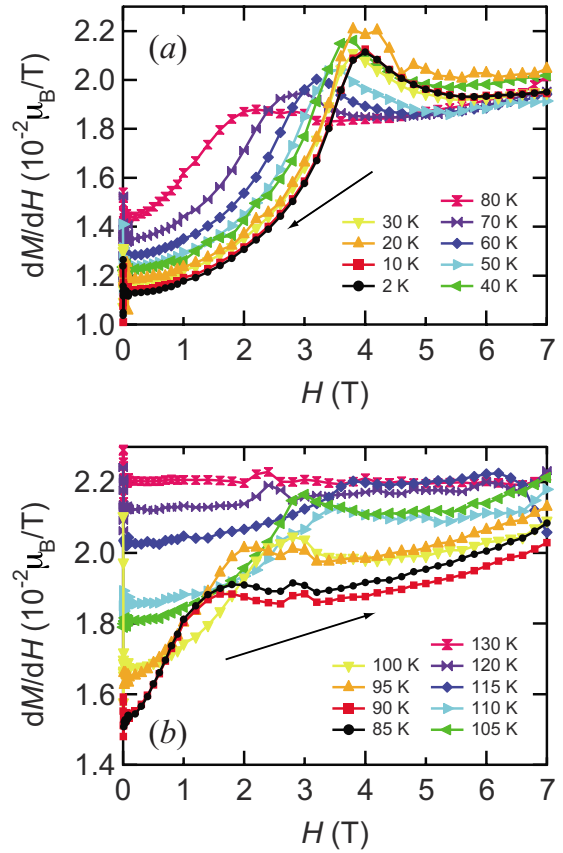 (a)
dM/dH (10⁻² μ_B/T)
2.2
2.0
1.8
1.6
1.4
1.2
1.0
30 K
20 K
10 K
2 K
80 K
70 K
60 K
50 K
40 K
0 1 2 3 4 5 6 7
H (T)
dM/dH (10⁻² μ_B/T)
2.2
2.0
1.8
1.6
1.4
(b)
100 K
95 K
90 K
85 K
130 K
120 K
115 K
110 K
105 K
0 1 2 3 4 5 6 7
H (T)